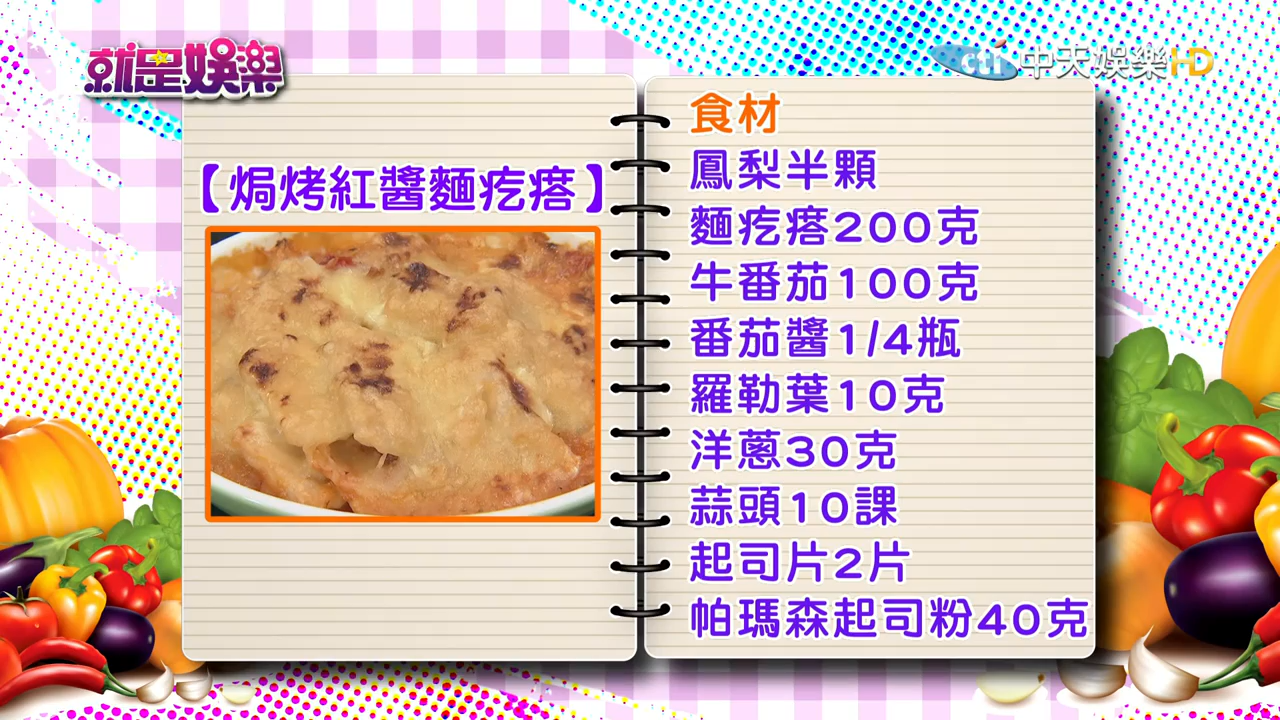 就是娛樂
cti 中天娛樂HD
【焗烤紅醬麵疙瘩】
食材
鳳梨半顆
麵疙瘩200克
牛番茄100克
番茄醬1/4瓶
羅勒葉10克
洋蔥30克
蒜頭10課
起司片2片
帕瑪森起司粉40克